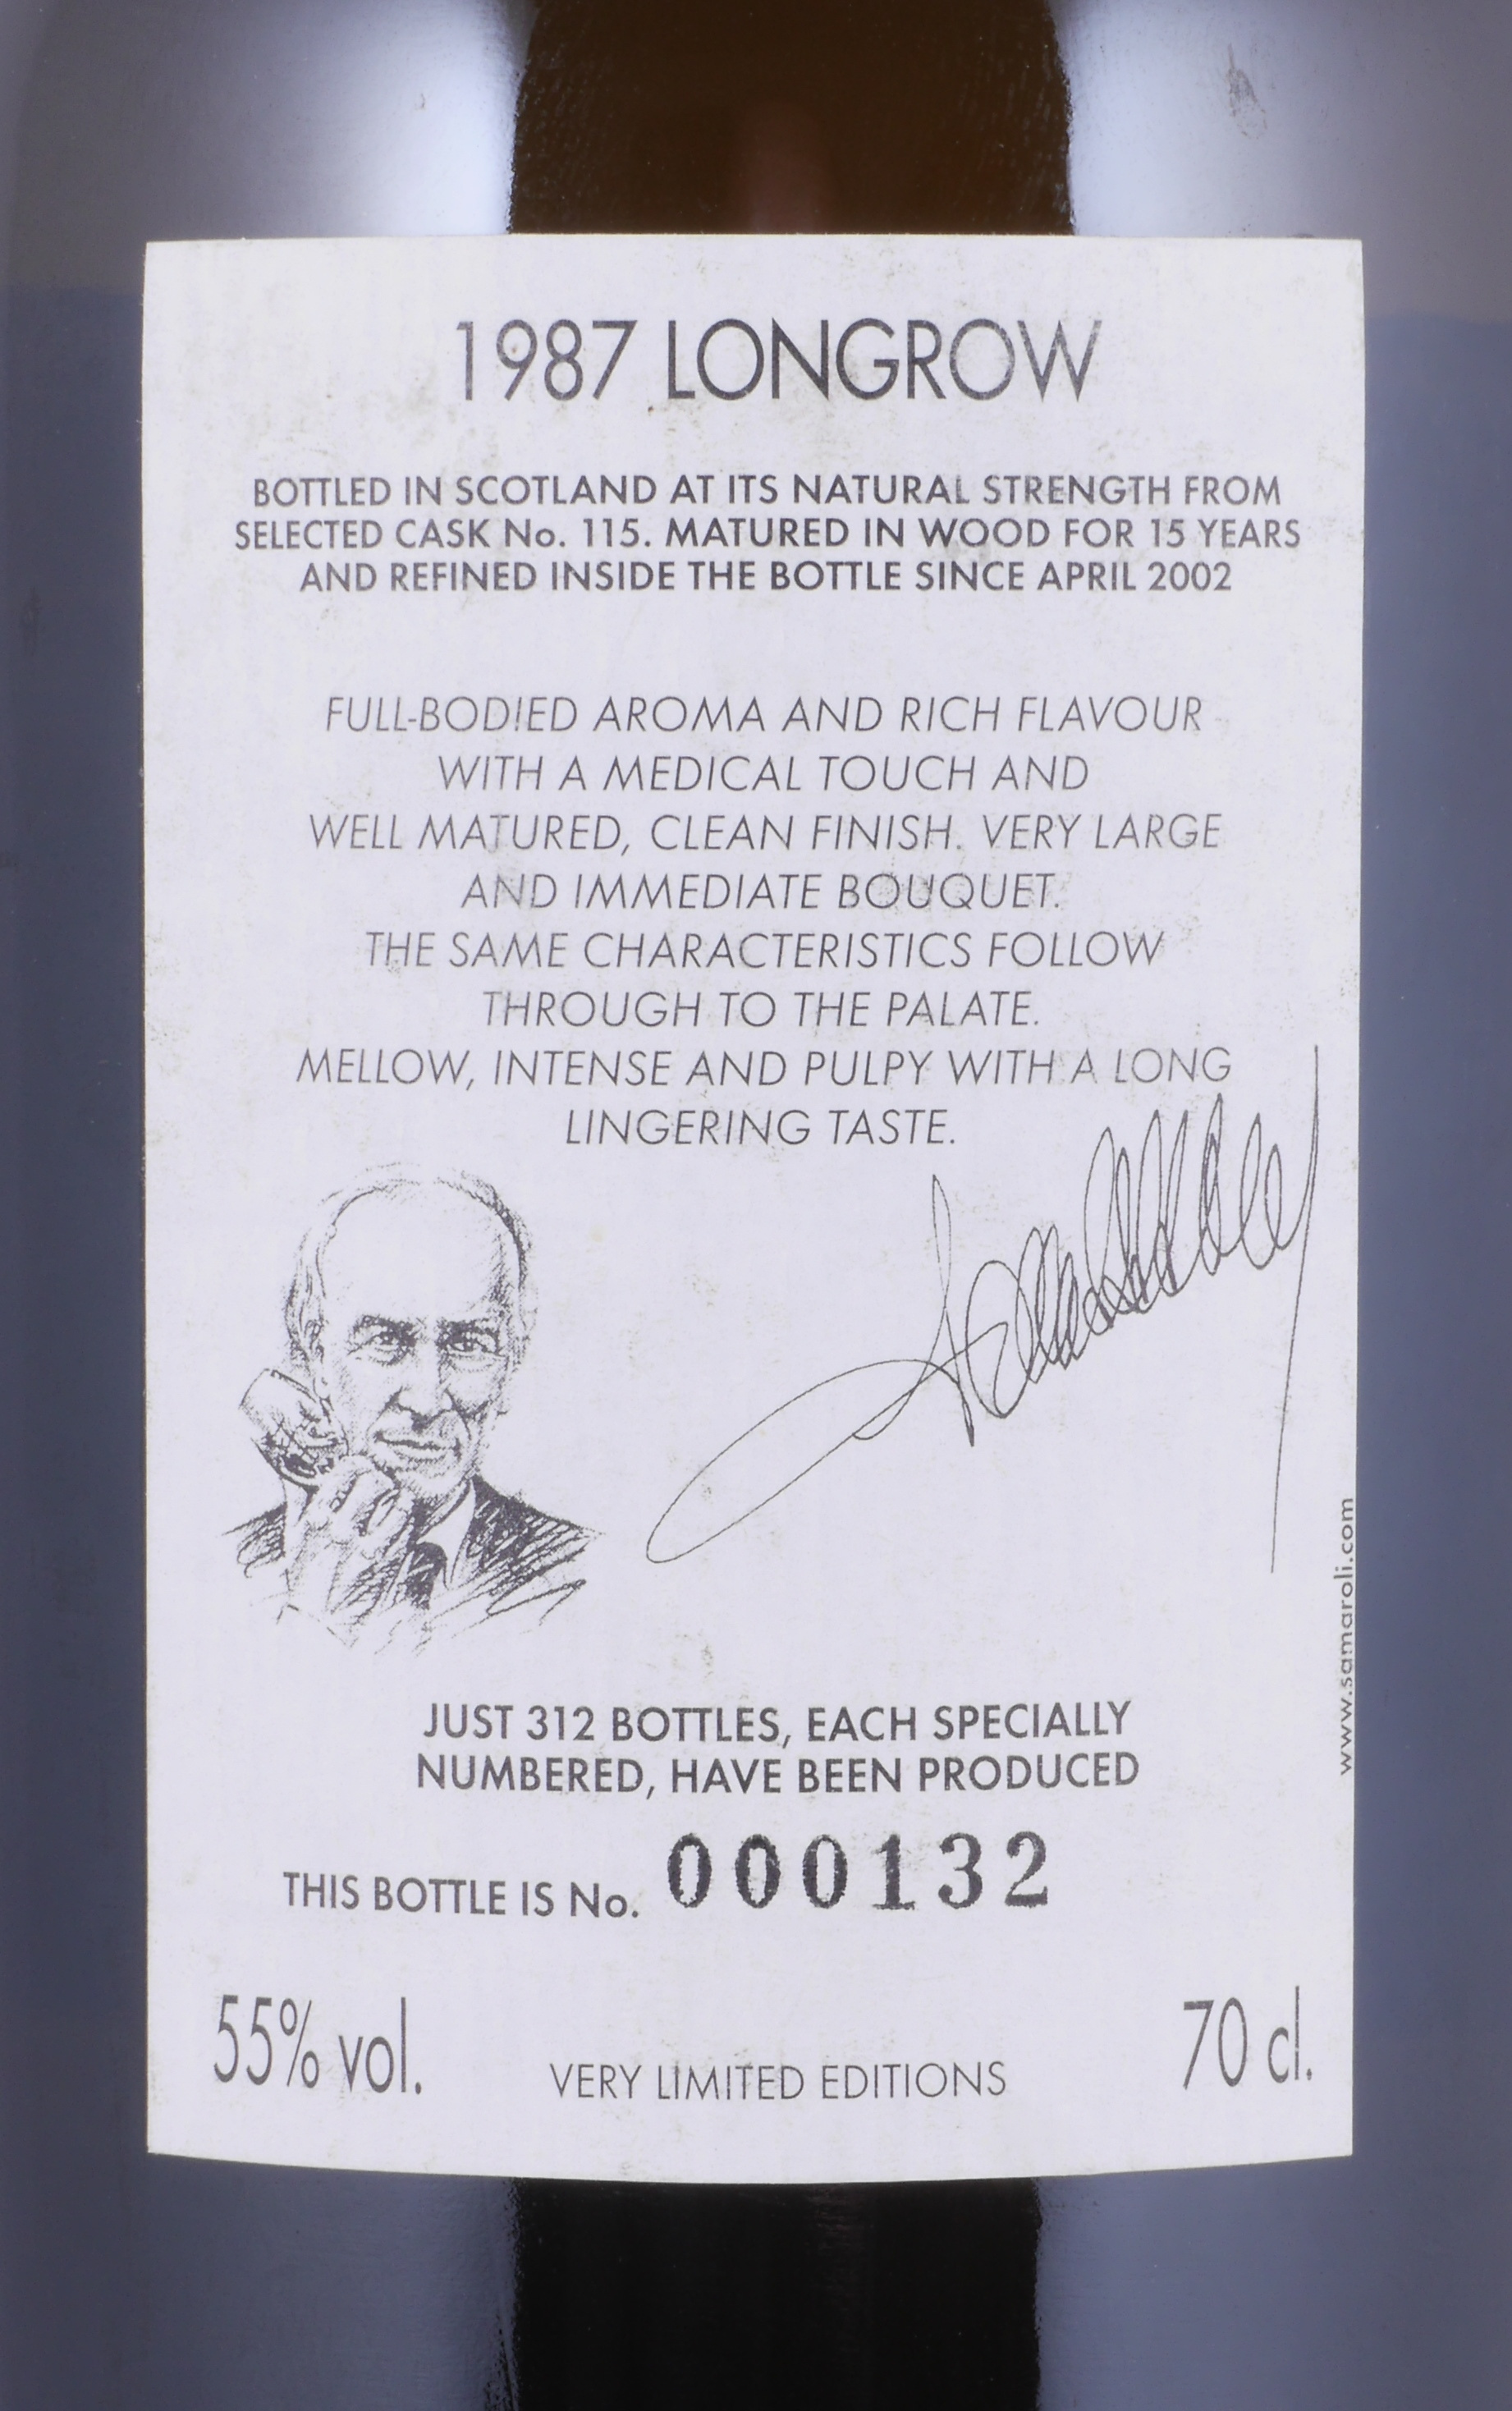 1987 LONGROW
BOTTLED IN SCOTLAND AT ITS NATURAL STRENGTH FROM
SELECTED CASK No. 115. MATURED IN WOOD FOR 15 YEARS
AND REFINED INSIDE THE BOTTLE SINCE APRIL 2002
FULL-BODIED AROMA AND RICH FLAVOUR
WITH A MEDICAL TOUCH AND
WELL MATURED, CLEAN FINISH. VERY LARGE
AND IMMEDIATE BOUQUET.
THE SAME CHARACTERISTICS FOLLOW
THROUGH TO THE PALATE.
MELLOW, INTENSE AND PULPY WITH A LONG
LINGERING TASTE.
www.samaroli.com
JUST 312 BOTTLES, EACH SPECIALLY
NUMBERED, HAVE BEEN PRODUCED
THIS BOTTLE IS No. 000132
55% vol. VERY LIMITED EDITIONS 70 cl.